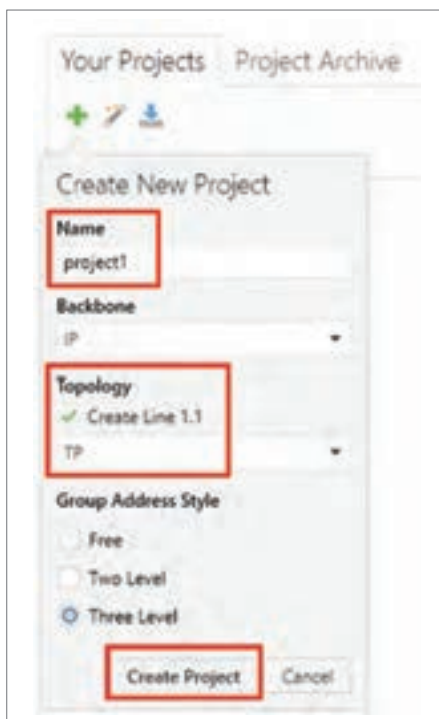 Your Projects Project Archive
Create New Project
Name
project1
Backbone
IP
Topology
Create Line 1.1
TP
Group Address Style
Free
Two Level
Three Level
Create Project Cancel